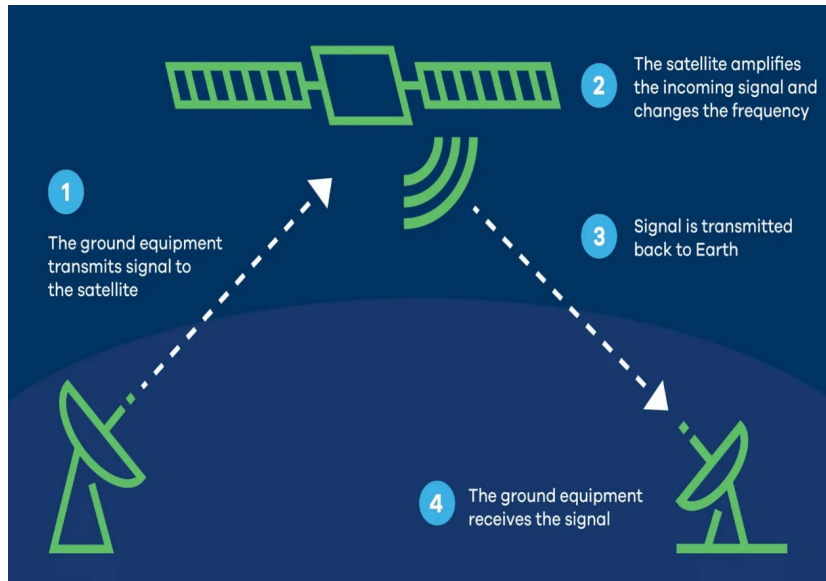 1
The ground equipment
transmits signal to
the satellite
2
The satellite amplifies
the incoming signal and
changes the frequency
3
Signal is transmitted
back to Earth
4
The ground equipment
receives the signal